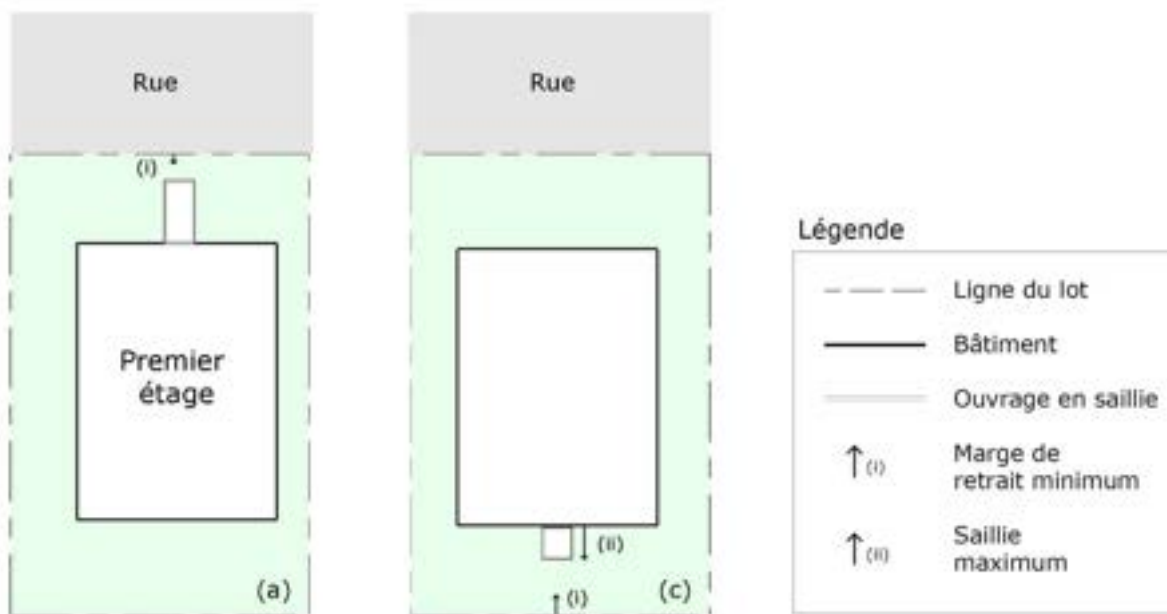 Rue
(i)
Premier
étage
(a)
Rue
(ii)
(i)
(c)
Légende
Ligne du lot
Bâtiment
Ouvrage en saillie
(i)
Marge de
retrait minimum
(ii)
Saillie
maximum